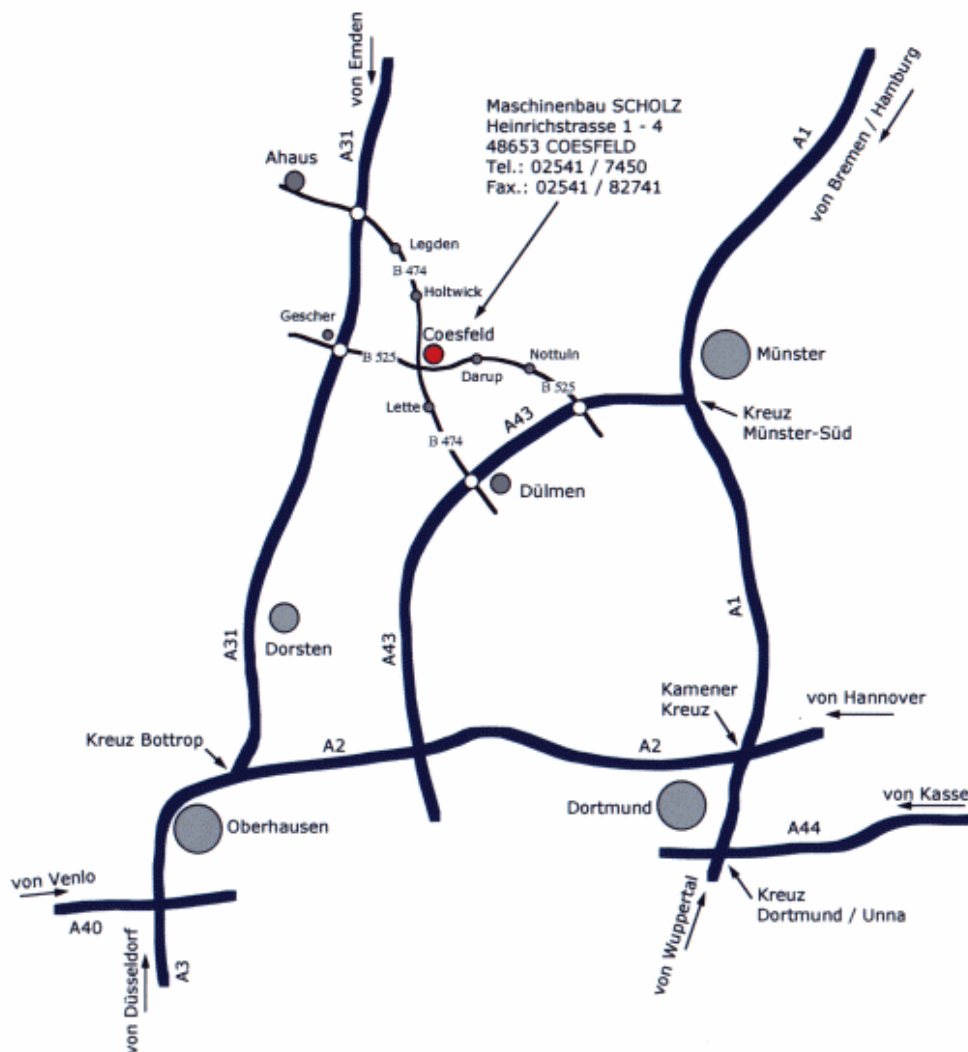 von Emden
A31
Maschinenbau SCHOLZ
Heinrichstrasse 1 - 4
48653 COESFELD
Tel.: 02541 / 7450
Fax.: 02541 / 82741
A1
von Bremen / Hamburg
Ahaus
Legden
B 474
Holtwick
Gescher
B 525
Coesfeld
Darup
Nottuln
B 525
Lette
B 474
A43
Münster
Kreuz
Münster-Süd
Dülmen
A31
Dorsten
A43
A1
Kamener
Kreuz
von Hannover
Kreuz Bottrop
A2
A2
Oberhausen
Dortmund
von Kasse
A44
von Venlo
A40
Kreuz
Dortmund / Unna
von Wuppertal
von Düsseldorf
A3